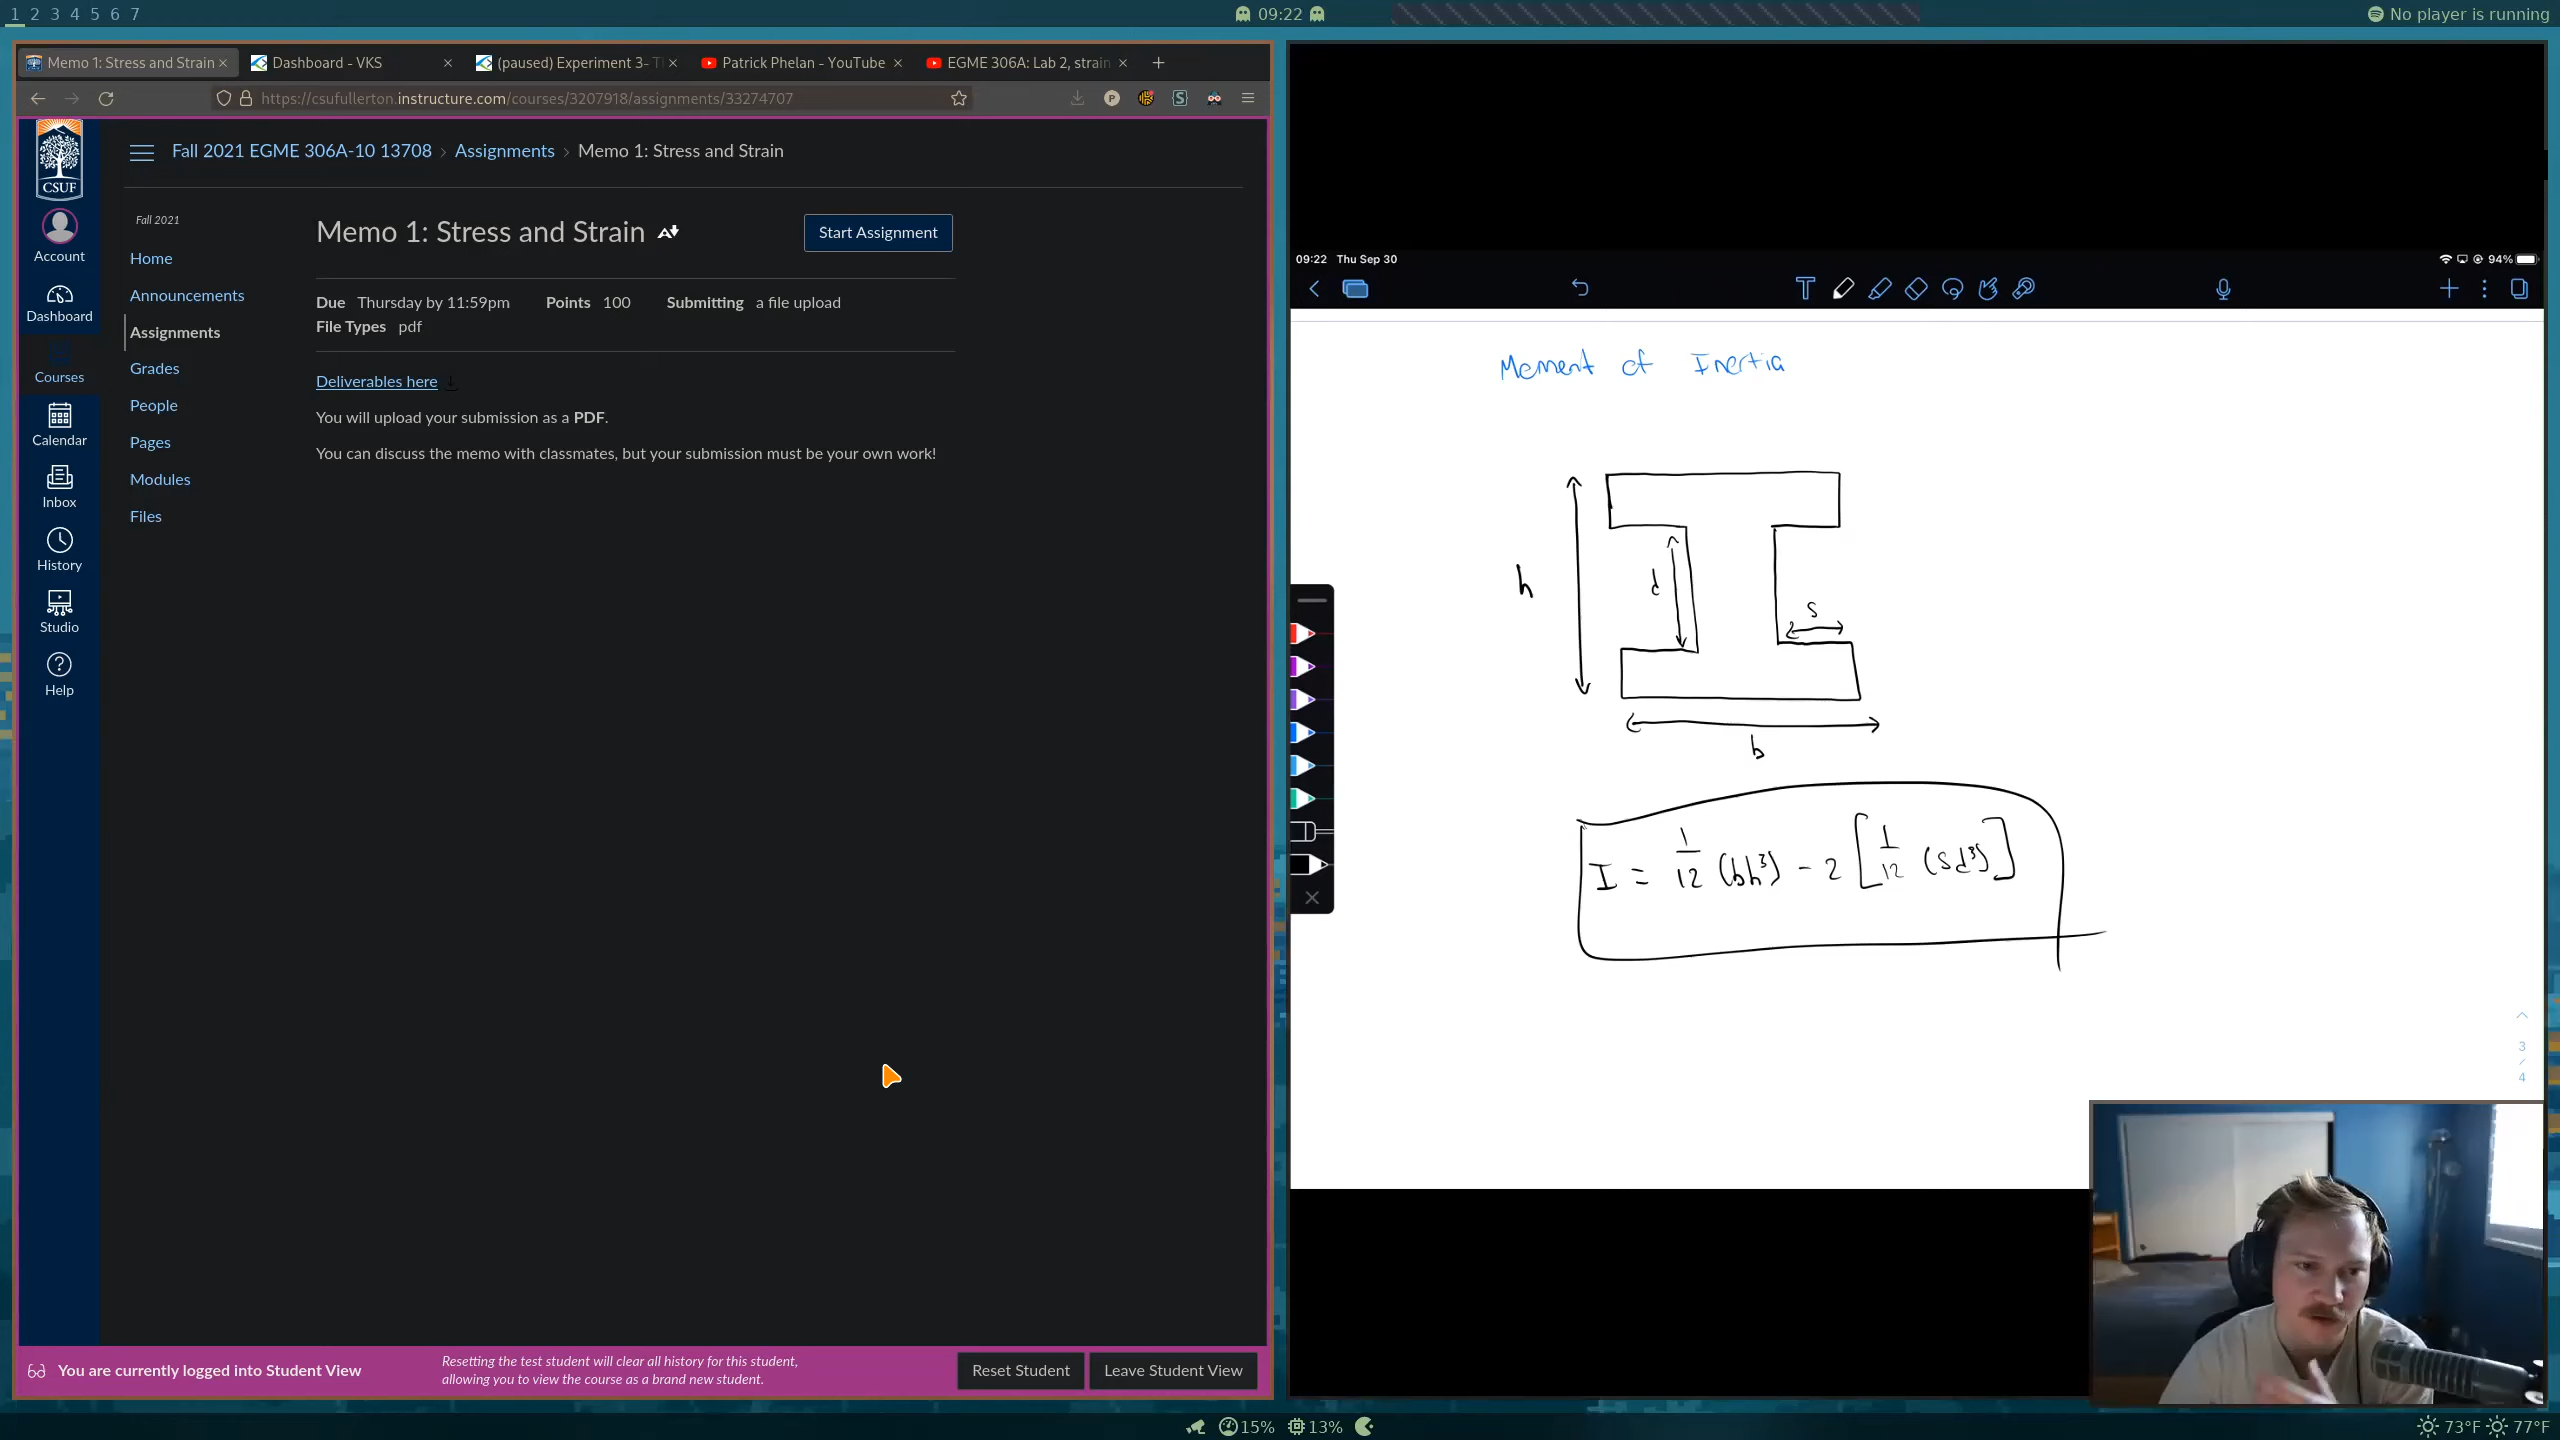 1 2 3 4 5 6 7
09:22
No player is running
Memo 1: Stress and Strain
Dashboard - VKS
(paused) Experiment 3- T
Patrick Phelan - YouTube
EGME 306A: Lab 2, strain
https://csufullerton.instructure.com/courses/3207918/assignments/33274707
CSUF
Account
Dashboard
Courses
Calendar
Inbox
History
Studio
Help
Fall 2021 EGME 306A-10 13708 › Assignments › Memo 1: Stress and Strain
Fall 2021
Home
Announcements
Assignments
Grades
People
Pages
Modules
Files
Memo 1: Stress and Strain
Start Assignment
Due Thursday by 11:59pm Points 100 Submitting a file upload
File Types pdf
Deliverables here
You will upload your submission as a PDF.
You can discuss the memo with classmates, but your submission must be your own work!
You are currently logged into Student View
Resetting the test student will clear all history for this student,
allowing you to view the course as a brand new student.
Reset Student
Leave Student View
09:22 Thu Sep 30
94%
Moment of Inertia
h
d
s
b
I = 1/12 (bh³) - 2 [1/12 (sd³)]
3
/
4
15% 13%
73°F 77°F